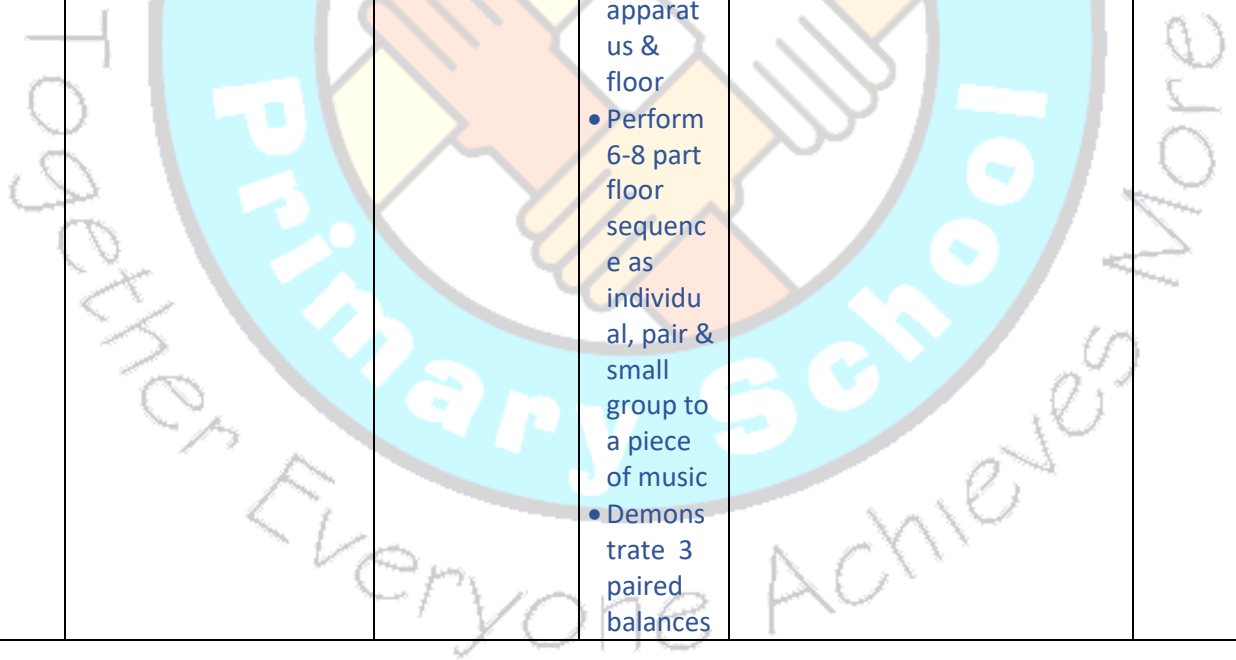 apparat
us &
floor
• Perform
6-8 part
floor
sequenc
e as
individu
al, pair &
small
group to
a piece
of music
• Demons
trate  3
paired
balances
Primary School
Together Everyone Achieves More